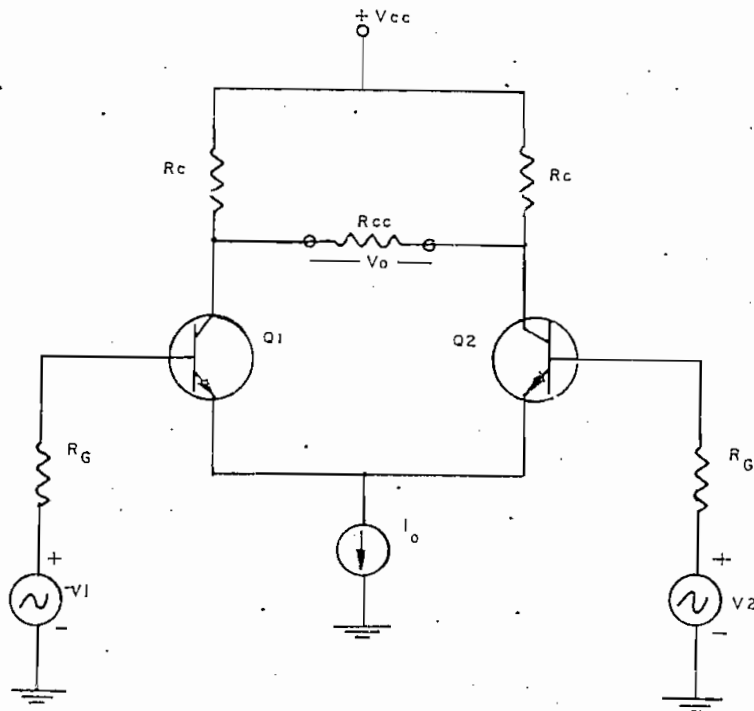 + Vcc
Rc
Rc
Rcc
Vo
Q1
Q2
RG
RG
Io
+
V1
-
+
V2
-